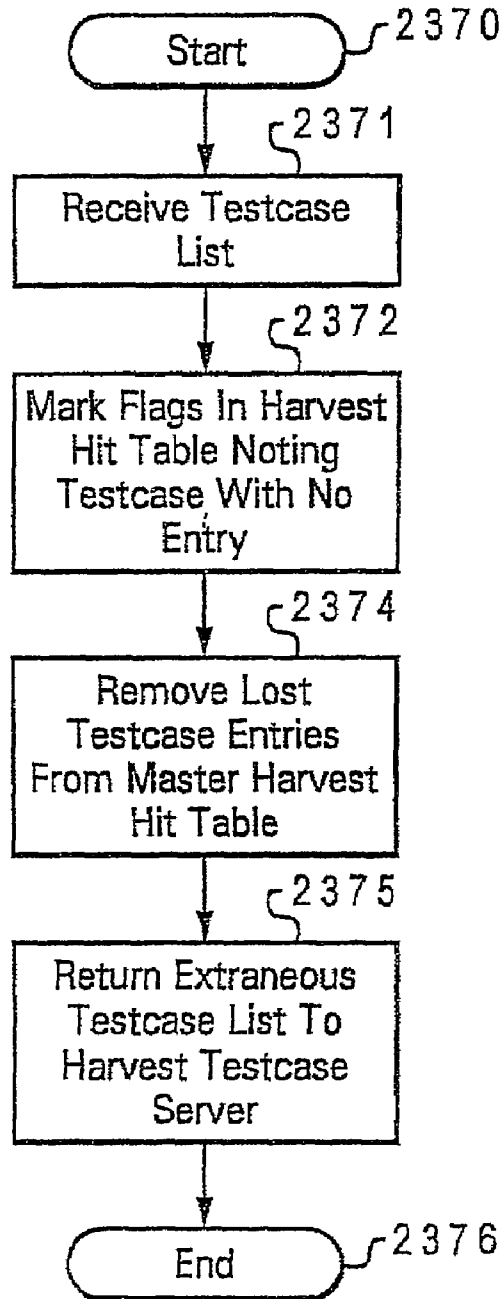 Start
2370
2371
Receive Testcase
List
2372
Mark Flags In Harvest
Hit Table Noting
Testcase With No
Entry
2374
Remove Lost
Testcase Entries
From Master Harvest
Hit Table
2375
Return Extraneous
Testcase List To
Harvest Testcase
Server
End
2376